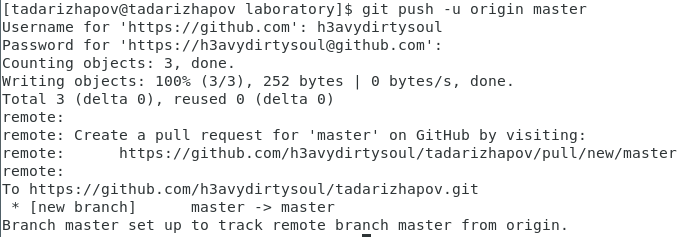 [tadarizhapov@tadarizhapov laboratory]$ git push -u origin master
Username for 'https://github.com': h3avydirtysoul
Password for 'https://h3avydirtysoul@github.com':
Counting objects: 3, done.
Writing objects: 100% (3/3), 252 bytes | 0 bytes/s, done.
Total 3 (delta 0), reused 0 (delta 0)
remote:
remote: Create a pull request for 'master' on GitHub by visiting:
remote:      https://github.com/h3avydirtysoul/tadarizhapov/pull/new/master
remote:
To https://github.com/h3avydirtysoul/tadarizhapov.git
 * [new branch]      master -> master
Branch master set up to track remote branch master from origin.